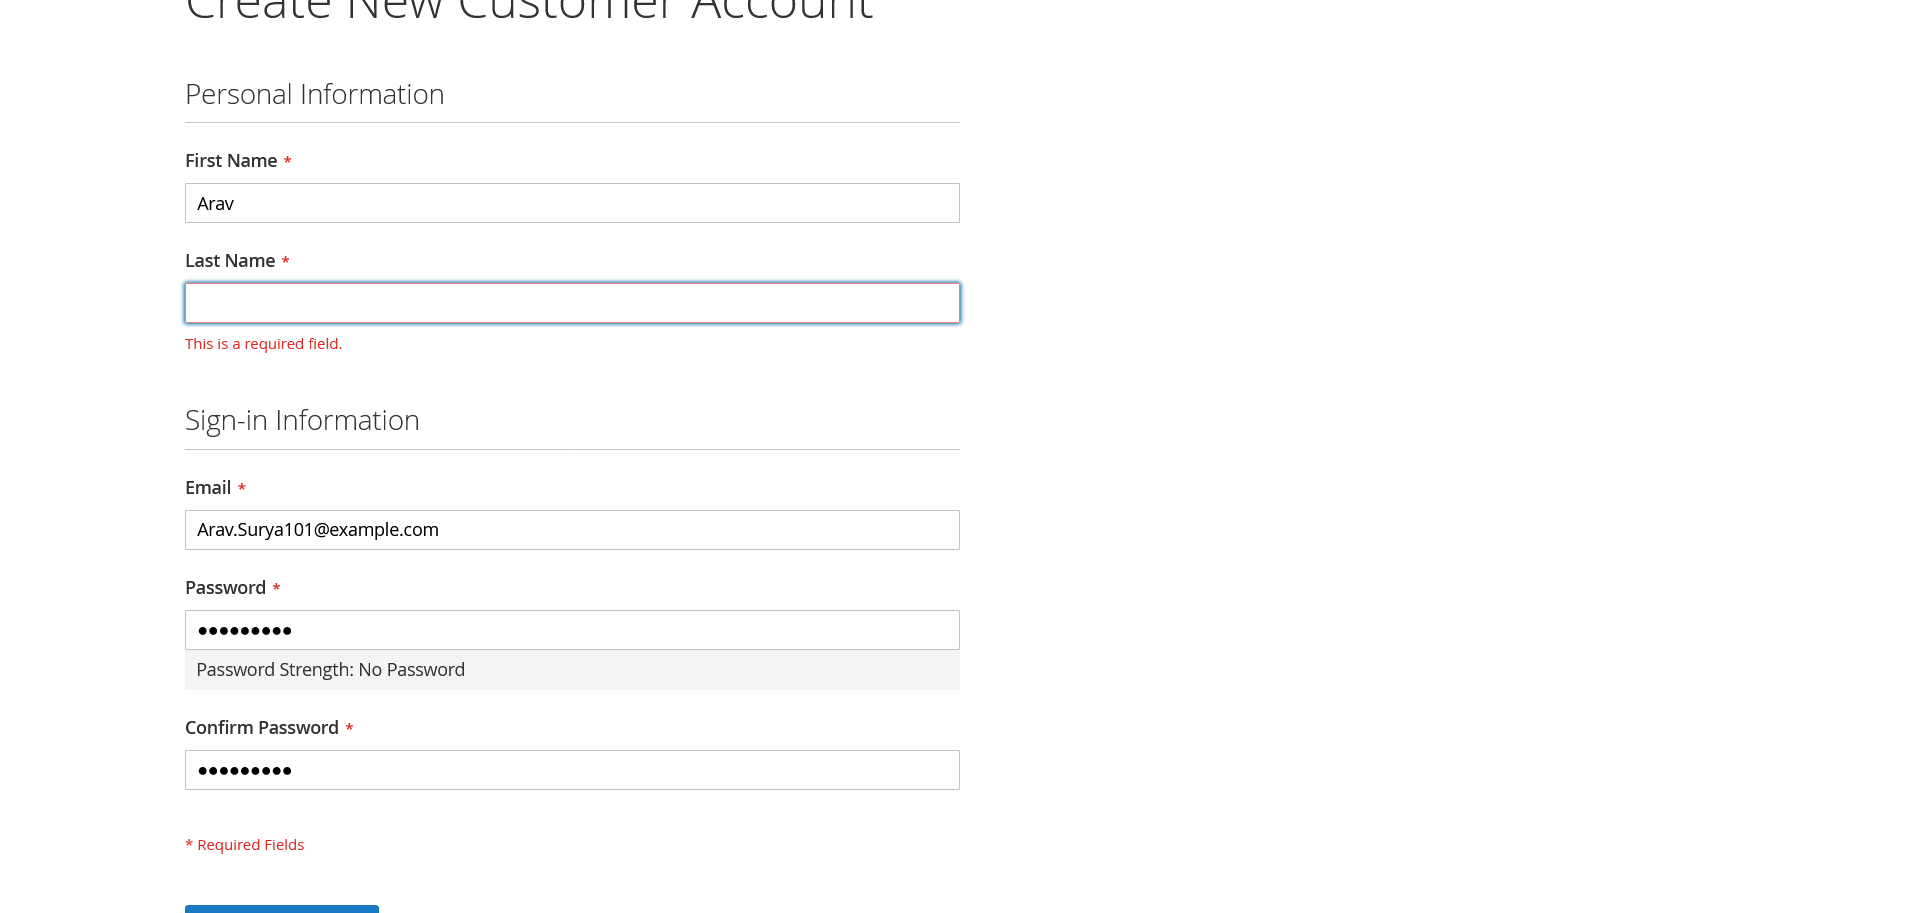 Create New Customer Account
Personal Information
First Name *
Arav
Last Name *
This is a required field.
Sign-in Information
Email *
Arav.Surya101@example.com
Password *
●●●●●●●●●
Password Strength: No Password
Confirm Password *
●●●●●●●●●
* Required Fields